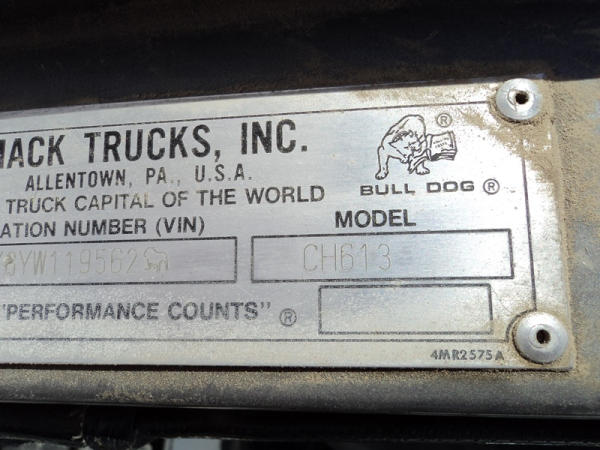 MACK TRUCKS, INC.
ALLENTOWN, PA., U.S.A.
TRUCK CAPITAL OF THE WORLD
BULL DOG ®
ATION NUMBER (VIN) MODEL
YW119562 CH613
"PERFORMANCE COUNTS" ®
4MR2575A